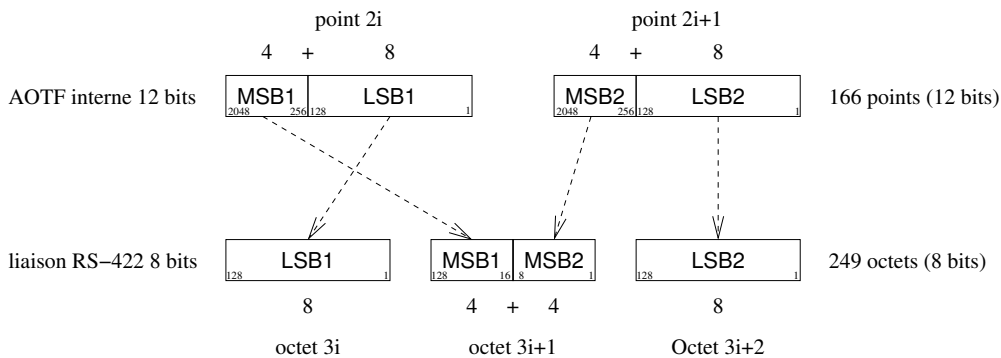 point 2i point 2i+1
4 + 8 4 + 8
AOTF interne 12 bits MSB1 LSB1 MSB2 LSB2 166 points (12 bits)
2048 256 128 1 2048 256 128 1
liaison RS−422 8 bits LSB1 MSB1 MSB2 LSB2 249 octets (8 bits)
128 1 128 16 8 1 128 1
8 4 + 4 8
octet 3i octet 3i+1 Octet 3i+2